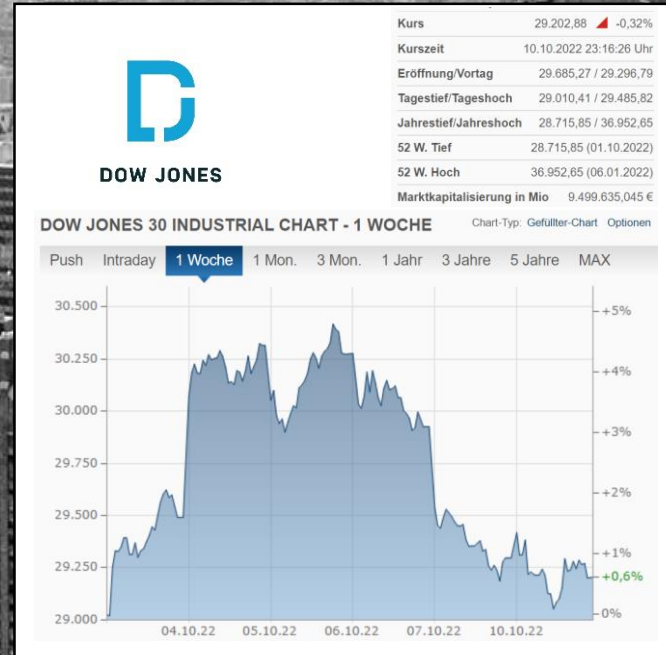 Kurs 29.202,88 -0,32%
Kurszeit 10.10.2022 23:16:26 Uhr
Eröffnung/Vortag 29.685,27 / 29.296,79
Tagestief/Tageshoch 29.010,41 / 29.485,82
Jahrestief/Jahreshoch 28.715,85 / 36.952,65
52 W. Tief 28.715,85 (01.10.2022)
52 W. Hoch 36.952,65 (06.01.2022)
Marktkapitalisierung in Mio 9.499.635,045 €
DOW JONES
DOW JONES 30 INDUSTRIAL CHART - 1 WOCHE Chart-Typ: Gefüllter-Chart Optionen
Push Intraday 1 Woche 1 Mon. 3 Mon. 1 Jahr 3 Jahre 5 Jahre MAX
30.500 +5%
30.250 +4%
30.000 +3%
29.750
29.500 +2%
29.250 +1%
+0,6%
29.000 0%
04.10.22 05.10.22 06.10.22 07.10.22 10.10.22